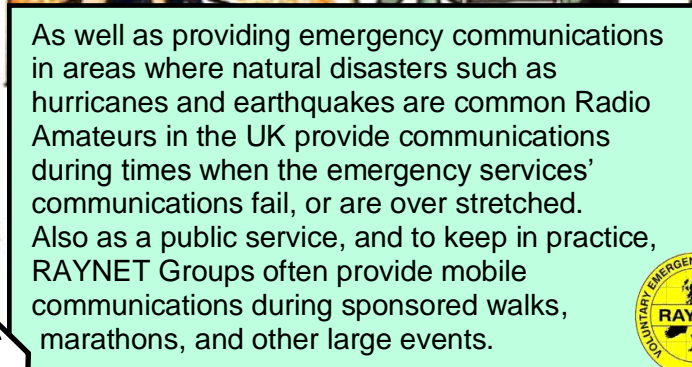 As well as providing emergency communications
in areas where natural disasters such as
hurricanes and earthquakes are common Radio
Amateurs in the UK provide communications
during times when the emergency services’
communications fail, or are over stretched.
Also as a public service, and to keep in practice,
RAYNET Groups often provide mobile
communications during sponsored walks,
marathons, and other large events.
VOLUNTARY